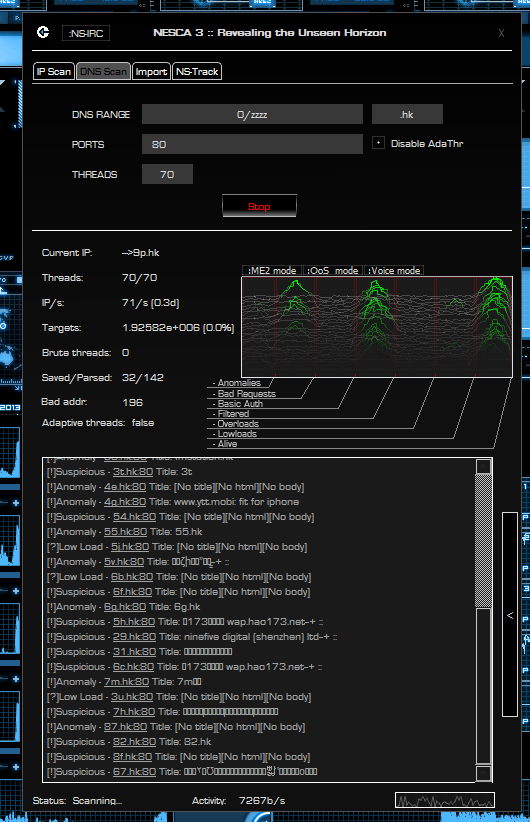 :NS-IRC NESCA 3 :: Revealing the Unseen Horizon X
IP Scan DNS Scan Import NS-Track
DNS RANGE 0/zzzz .hk
PORTS 80 Disable AdaThr
THREADS 70
Stop
Current IP: -->9p.hk
Threads: 70/70
IP/s: 71/s (0.3d)
Targets: 1.92582e+006 (0.0%)
Brute threads: 0
Saved/Parsed: 32/142
Bad addr: 196
Adaptive threads: false
:ME2 mode :QoS mode :Voice mode
- Anomalies
- Bad Requests
- Basic Auth
- Filtered
- Overloads
- Lowloads
- Alive
[!]Suspicious - 3t.hk:80 Title: 3t
[!]Anomaly - 4e.hk:80 Title: [No title][No html][No body]
[!]Anomaly - 4g.hk:80 Title: www.ytt.mobi: fit for iphone
[!]Suspicious - 54.hk:80 Title: [No title][No html][No body]
[!]Anomaly - 55.hk:80 Title: 55.hk
[?]Low Load - 5j.hk:80 Title: [No title][No html][No body]
[!]Anomaly - 5v.hk:80 Title: -+ ::
[?]Low Load - 6b.hk:80 Title: [No title][No html][No body]
[!]Suspicious - 6f.hk:80 Title: [No title][No html][No body]
[!]Anomaly - 6g.hk:80 Title: 6g.hk
[!]Suspicious - 5h.hk:80 Title: 173 wap.hao173.net-+ ::
[!]Suspicious - 29.hk:80 Title: ninefive digital (shenzhen) ltd-+ ::
[!]Suspicious - 31.hk:80 Title:
[!]Suspicious - 6c.hk:80 Title: 173 wap.hao173.net-+ ::
[!]Anomaly - 7m.hk:80 Title: 7m
[?]Low Load - 3u.hk:80 Title: [No title][No html][No body]
[!]Suspicious - 7h.hk:80 Title:
[!]Anomaly - 87.hk:80 Title: [No title][No html][No body]
[!]Suspicious - 82.hk:80 Title: 82.hk
[!]Suspicious - 8f.hk:80 Title: [No title][No html][No body]
[!]Suspicious - 67.hk:80 Title:
<
Status: Scanning... Activity: 7267b/s
2013